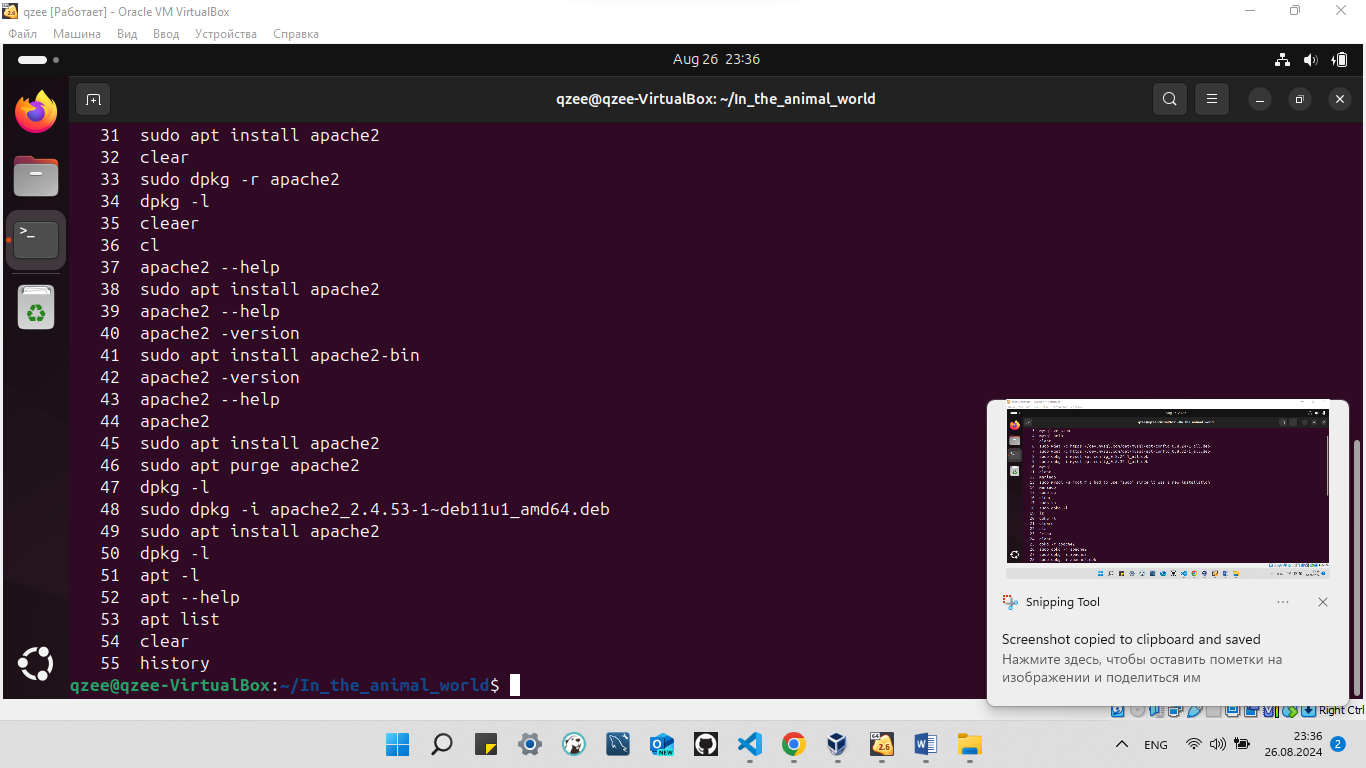 qzee [Работает] - Oracle VM VirtualBox
Файл Машина Вид Ввод Устройства Справка
Aug 26 23:36
qzee@qzee-VirtualBox: ~/In_the_animal_world
31 sudo apt install apache2
32 clear
33 sudo dpkg -r apache2
34 dpkg -l
35 cleaer
36 cl
37 apache2 --help
38 sudo apt install apache2
39 apache2 --help
40 apache2 -version
41 sudo apt install apache2-bin
42 apache2 -version
43 apache2 --help
44 apache2
45 sudo apt install apache2
46 sudo apt purge apache2
47 dpkg -l
48 sudo dpkg -i apache2_2.4.53-1~deb11u1_amd64.deb
49 sudo apt install apache2
50 dpkg -l
51 apt -l
52 apt --help
53 apt list
54 clear
55 history
qzee@qzee-VirtualBox:~/In_the_animal_world$
Snipping Tool
Screenshot copied to clipboard and saved
Нажмите здесь, чтобы оставить пометки на
изображении и поделиться им
Right Ctrl
NEW
2.6
ENG
23:36
26.08.2024
2